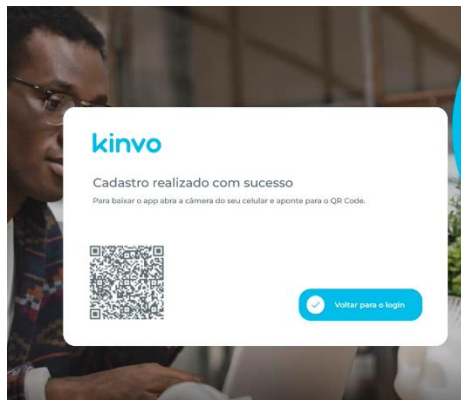 kinvo
Cadastro realizado com sucesso
Para baixar o app abra a câmera do seu celular e aponte para o QR Code.
Voltar para o login